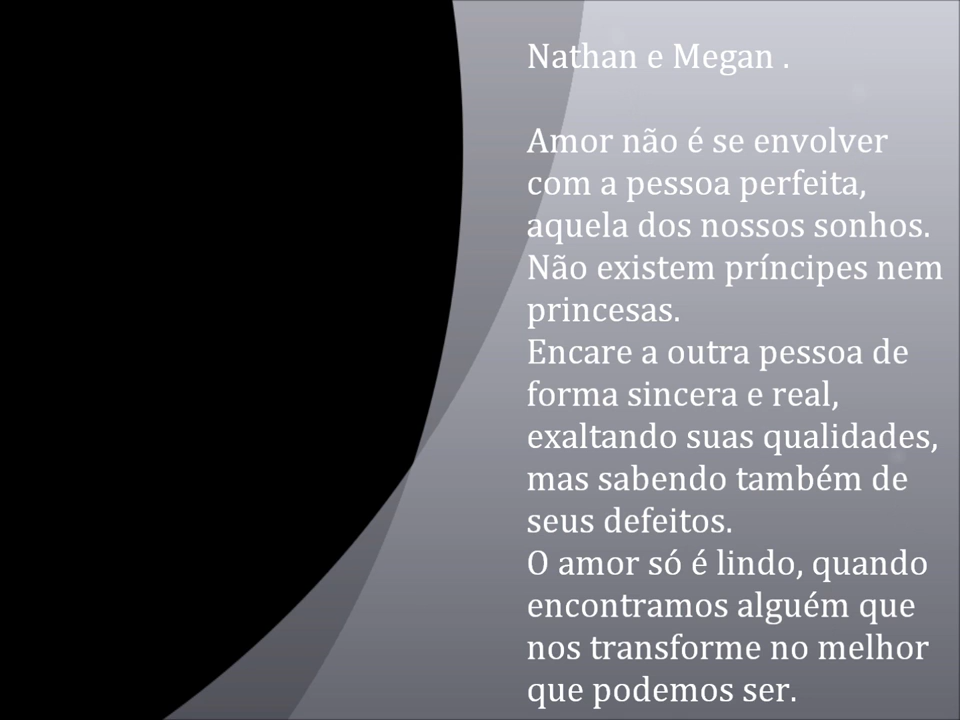 Nathan e Megan .
Amor não é se envolver
com a pessoa perfeita,
aquela dos nossos sonhos.
Não existem príncipes nem
princesas.
Encare a outra pessoa de
forma sincera e real,
exaltando suas qualidades,
mas sabendo também de
seus defeitos.
O amor só é lindo, quando
encontramos alguém que
nos transforme no melhor
que podemos ser.